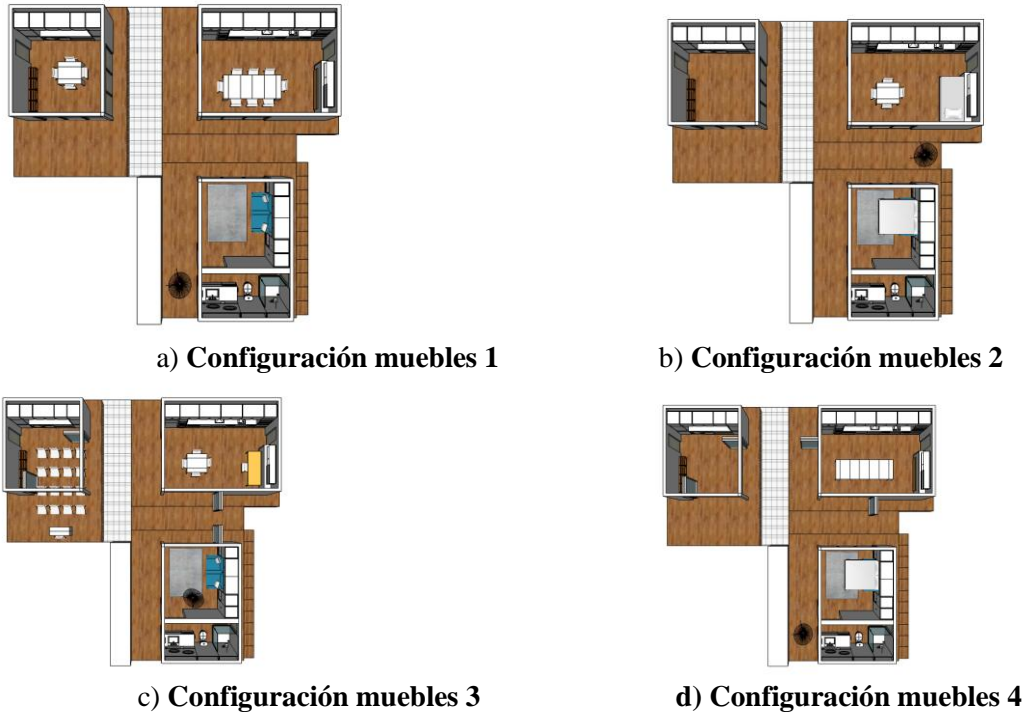 a) Configuración muebles 1
b) Configuración muebles 2
c) Configuración muebles 3
d) Configuración muebles 4